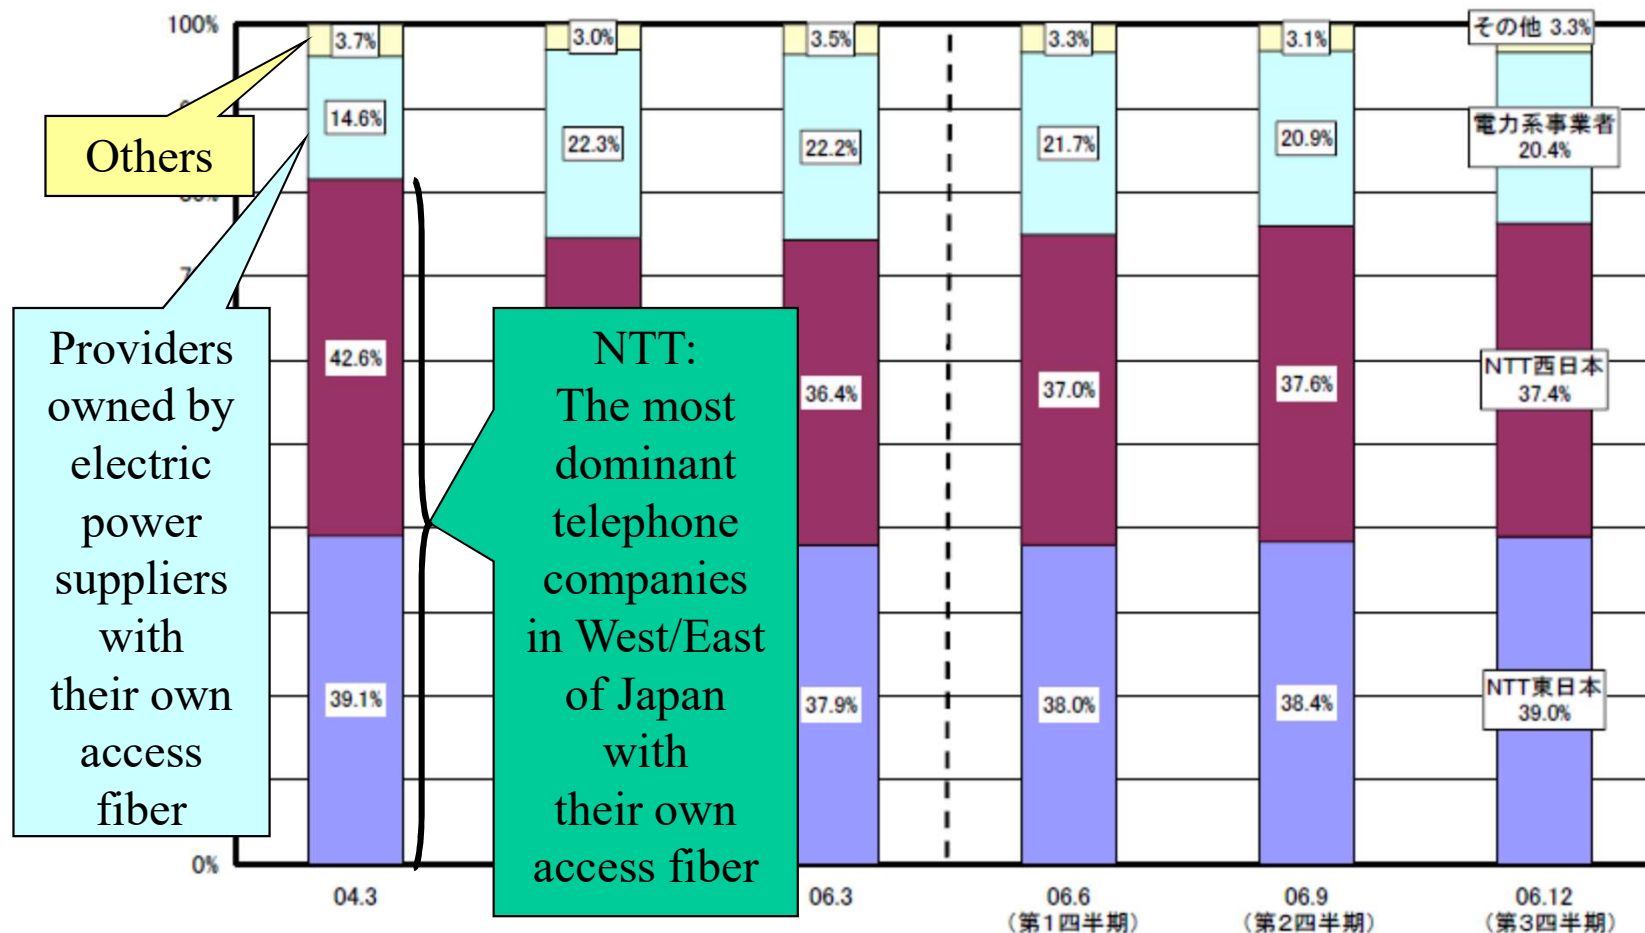 100%
3.7%
3.0%
3.5%
3.3%
3.1%
その他 3.3%
14.6%
22.3%
22.2%
21.7%
20.9%
電力系事業者
20.4%
Others
Providers
owned by
electric
power
suppliers
with
their own
access
fiber
42.6%
NTT:
The most
dominant
telephone
companies
in West/East
of Japan
with
their own
access fiber
36.4%
37.0%
37.6%
NTT西日本
37.4%
39.1%
37.9%
38.0%
38.4%
NTT東日本
39.0%
0%
04.3
06.3
06.6
(第1四半期)
06.9
(第2四半期)
06.12
(第3四半期)